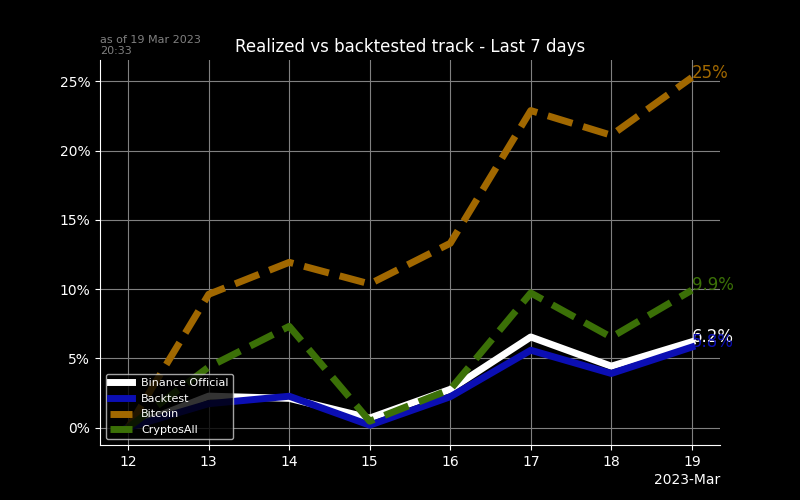 as of 19 Mar 2023
20:33
Realized vs backtested track - Last 7 days
25%
20%
15%
10%
5%
0%
25%
9.9%
6.2%
Binance Official
Backtest
Bitcoin
CryptosAll
12 13 14 15 16 17 18 19
2023-Mar